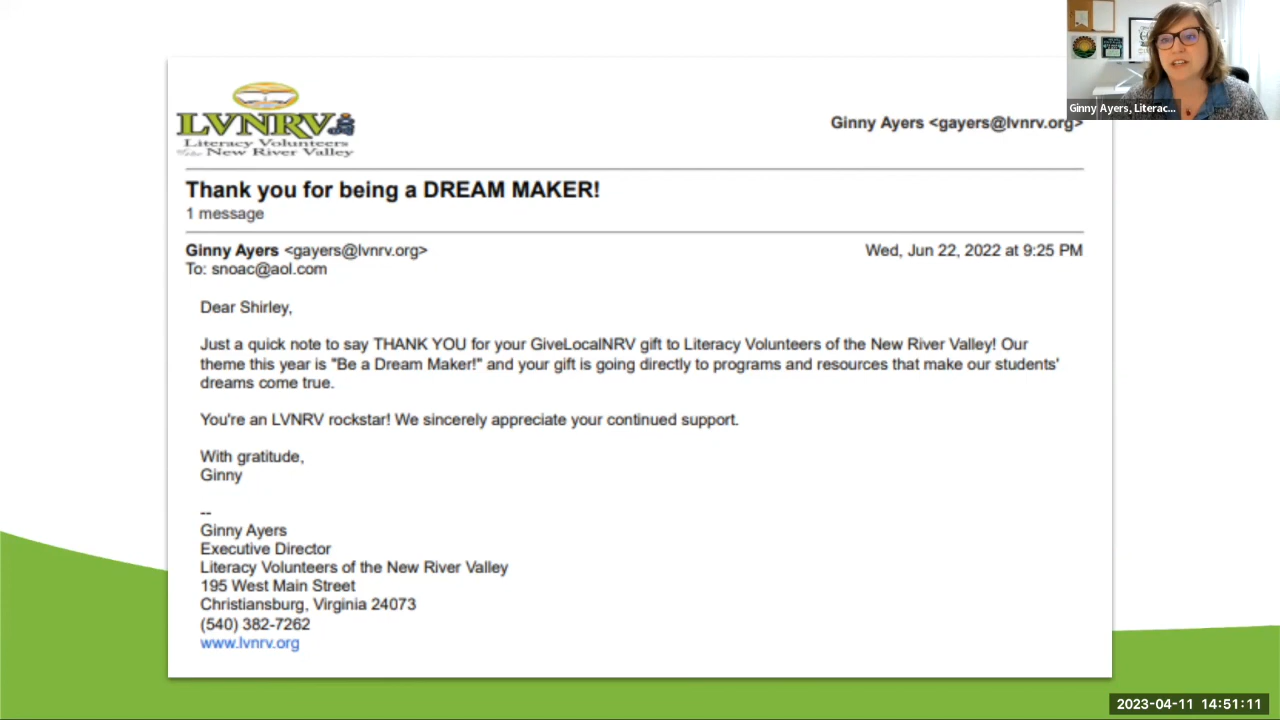 LVNRV
Literacy Volunteers
New River Valley
Ginny Ayers <gayers@lvnrv.org>
Ginny Ayers, Literac...
Thank you for being a DREAM MAKER!
1 message
Ginny Ayers <gayers@lvnrv.org>
Wed, Jun 22, 2022 at 9:25 PM
To: snoac@aol.com
Dear Shirley,
Just a quick note to say THANK YOU for your GiveLocalNRV gift to Literacy Volunteers of the New River Valley! Our
theme this year is "Be a Dream Maker!" and your gift is going directly to programs and resources that make our students'
dreams come true.
You're an LVNRV rockstar! We sincerely appreciate your continued support.
With gratitude,
Ginny
--
Ginny Ayers
Executive Director
Literacy Volunteers of the New River Valley
195 West Main Street
Christiansburg, Virginia 24073
(540) 382-7262
www.lvnrv.org
2023-04-11 14:51:11